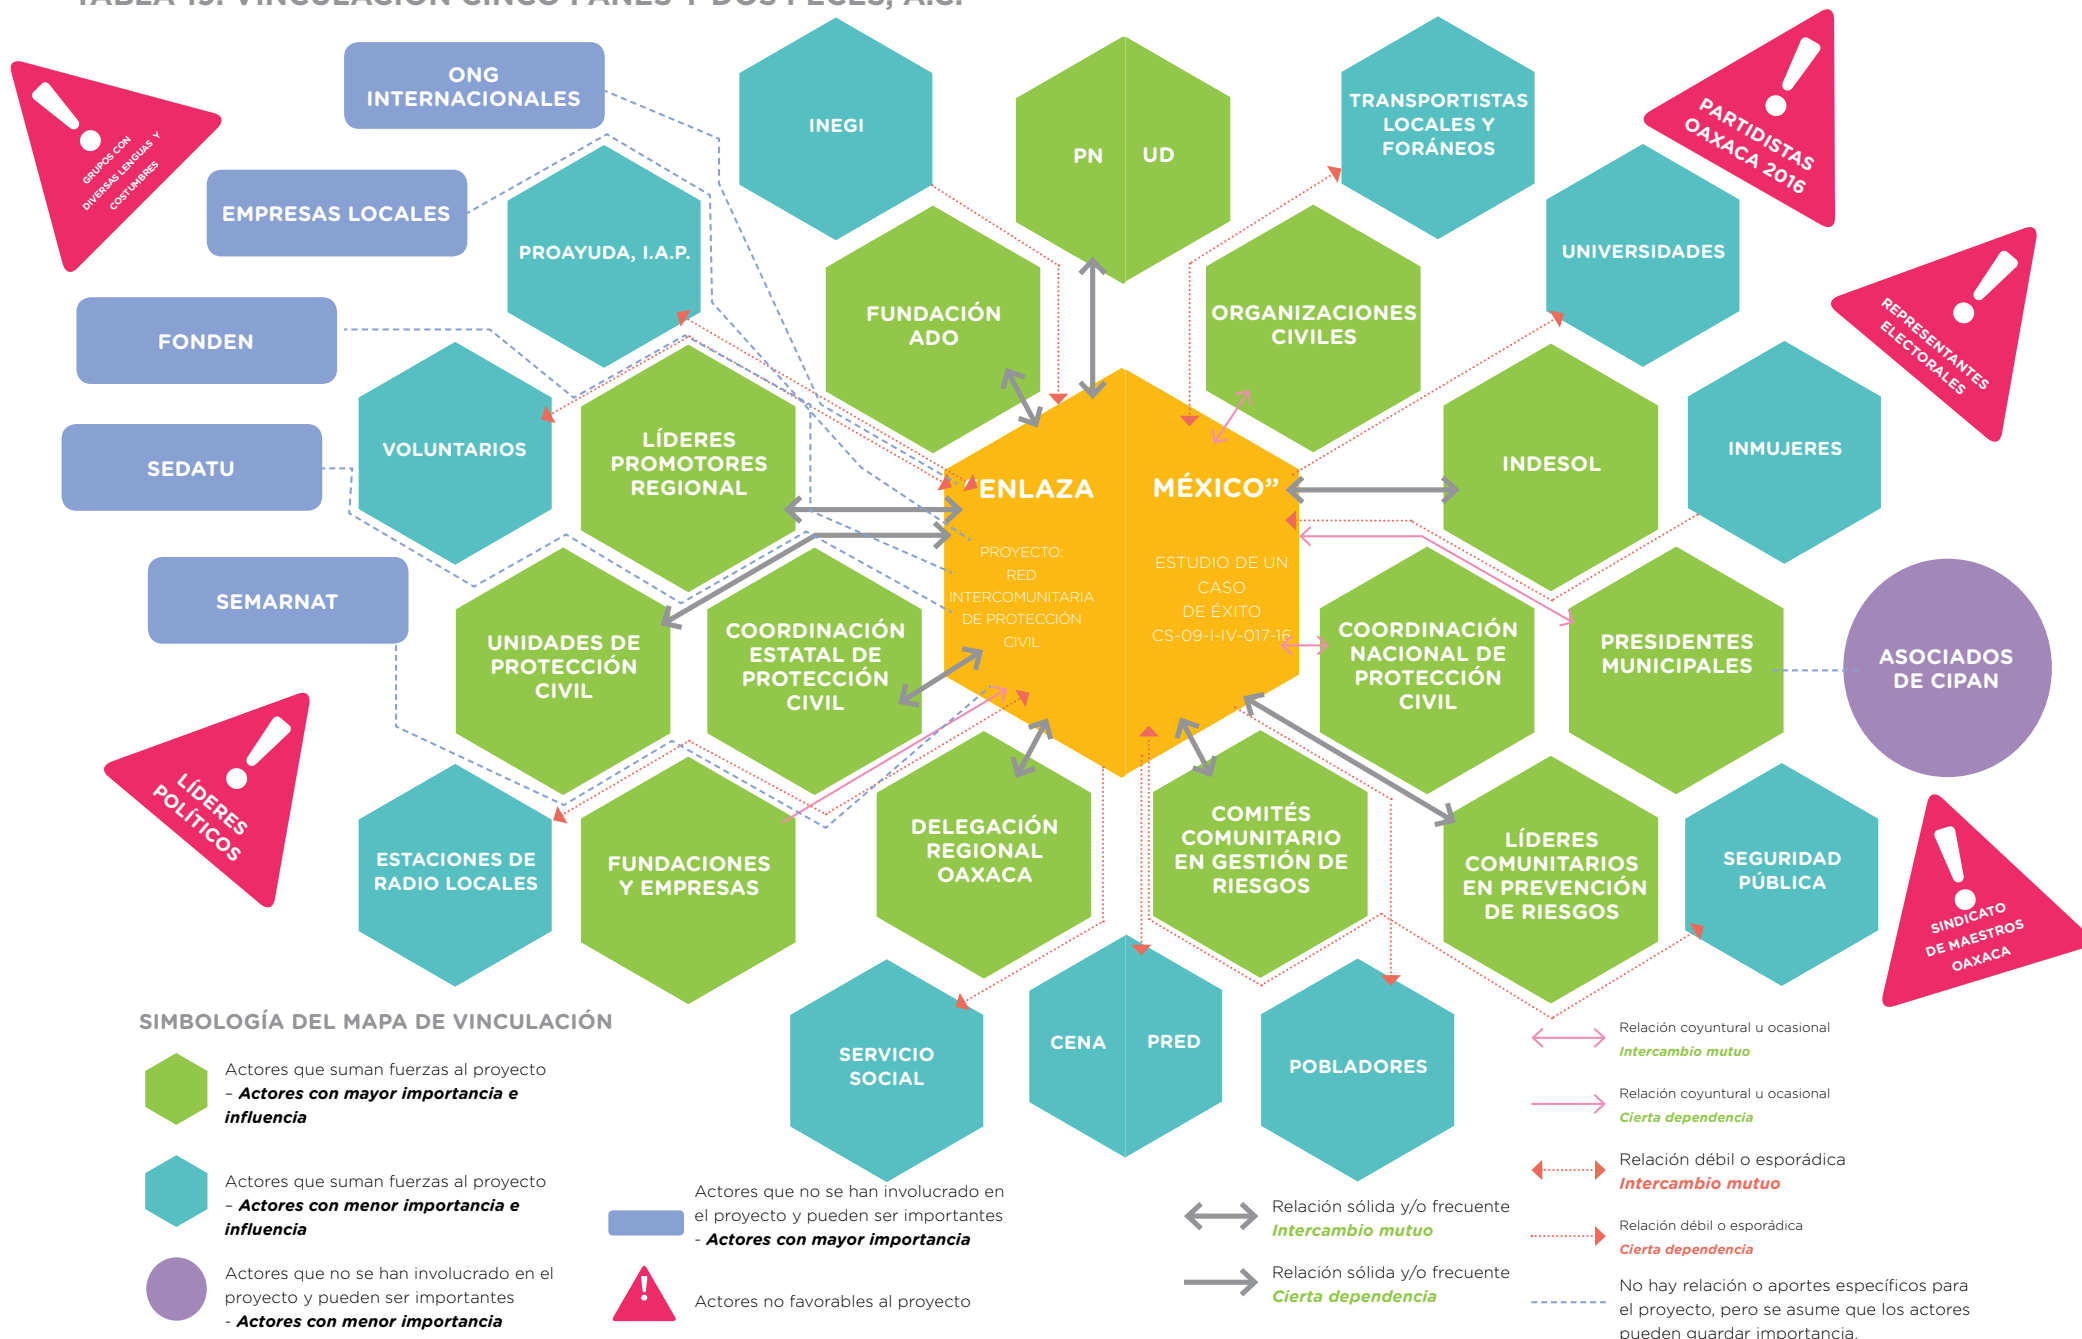 TABLA 19. VINCULACIÓN CINCO PANES Y DOS PECES, A.C.
ONG
INTERNACIONALES
GRUPOS CON
DIVERSAS LENGUAS Y
COSTUMBRES
EMPRESAS LOCALES
FONDEN
SEDATU
SEMARNAT
LÍDERES
POLÍTICOS
INEGI
PN UD
TRANSPORTISTAS
LOCALES Y
FORÁNEOS
PARTIDISTAS
OAXACA 2016
PROAYUDA, I.A.P.
UNIVERSIDADES
FUNDACIÓN
ADO
ORGANIZACIONES
CIVILES
REPRESENTANTES
ELECTORALES
VOLUNTARIOS
LÍDERES
PROMOTORES
REGIONAL
INDESOL
INMUJERES
“ENLAZA MÉXICO”
PROYECTO:
RED
INTERCOMUNITARIA
DE PROTECCIÓN
CIVIL
ESTUDIO DE UN
CASO
DE ÉXITO
CS-09-I-IV-017-16
UNIDADES DE
PROTECCIÓN
CIVIL
COORDINACIÓN
ESTATAL DE
PROTECCIÓN
CIVIL
COORDINACIÓN
NACIONAL DE
PROTECCIÓN
CIVIL
PRESIDENTES
MUNICIPALES
ASOCIADOS
DE CIPAN
ESTACIONES DE
RADIO LOCALES
FUNDACIONES
Y EMPRESAS
DELEGACIÓN
REGIONAL
OAXACA
COMITÉS
COMUNITARIO
EN GESTIÓN DE
RIESGOS
LÍDERES
COMUNITARIOS
EN PREVENCIÓN
DE RIESGOS
SEGURIDAD
PÚBLICA
SINDICATO
DE MAESTROS
OAXACA
SERVICIO
SOCIAL
CENA PRED
POBLADORES
SIMBOLOGÍA DEL MAPA DE VINCULACIÓN
Actores que suman fuerzas al proyecto
– Actores con mayor importancia e
influencia
Actores que suman fuerzas al proyecto
– Actores con menor importancia e
influencia
Actores que no se han involucrado en el
proyecto y pueden ser importantes
- Actores con menor importancia
Actores que no se han involucrado en
el proyecto y pueden ser importantes
- Actores con mayor importancia
Actores no favorables al proyecto
Relación sólida y/o frecuente
Intercambio mutuo
Relación sólida y/o frecuente
Cierta dependencia
Relación coyuntural u ocasional
Intercambio mutuo
Relación coyuntural u ocasional
Cierta dependencia
Relación débil o esporádica
Intercambio mutuo
Relación débil o esporádica
Cierta dependencia
No hay relación o aportes específicos para
el proyecto, pero se asume que los actores
pueden guardar importancia.